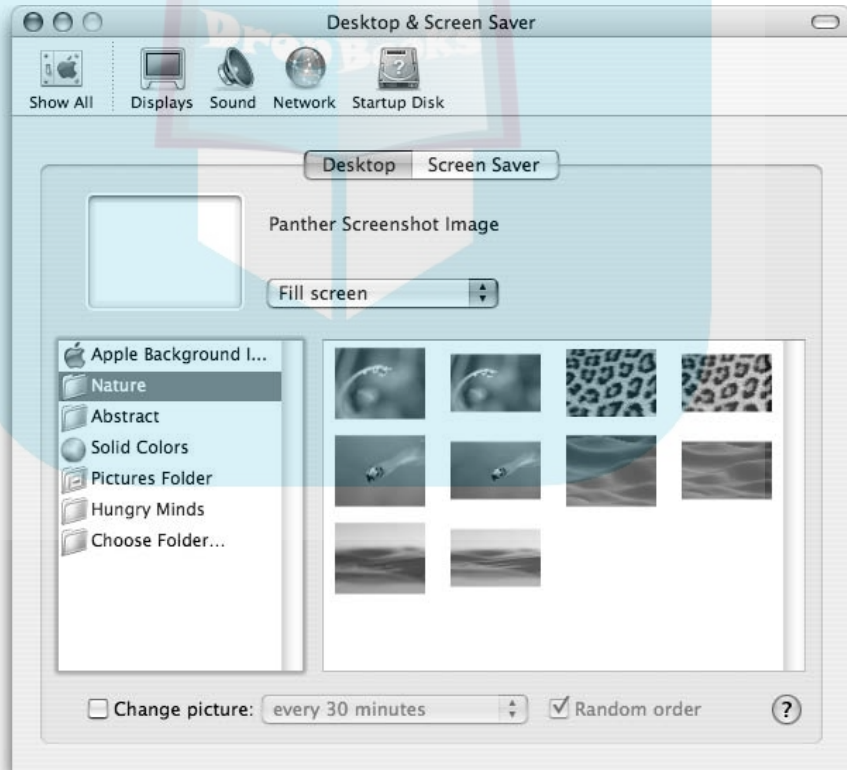 Desktop & Screen Saver
DropBooks
Show All
Displays
Sound
Network
Startup Disk
Desktop
Screen Saver
Panther Screenshot Image
Fill screen
Apple Background I...
Nature
Abstract
Solid Colors
Pictures Folder
Hungry Minds
Choose Folder...
Change picture:
every 30 minutes
Random order
?